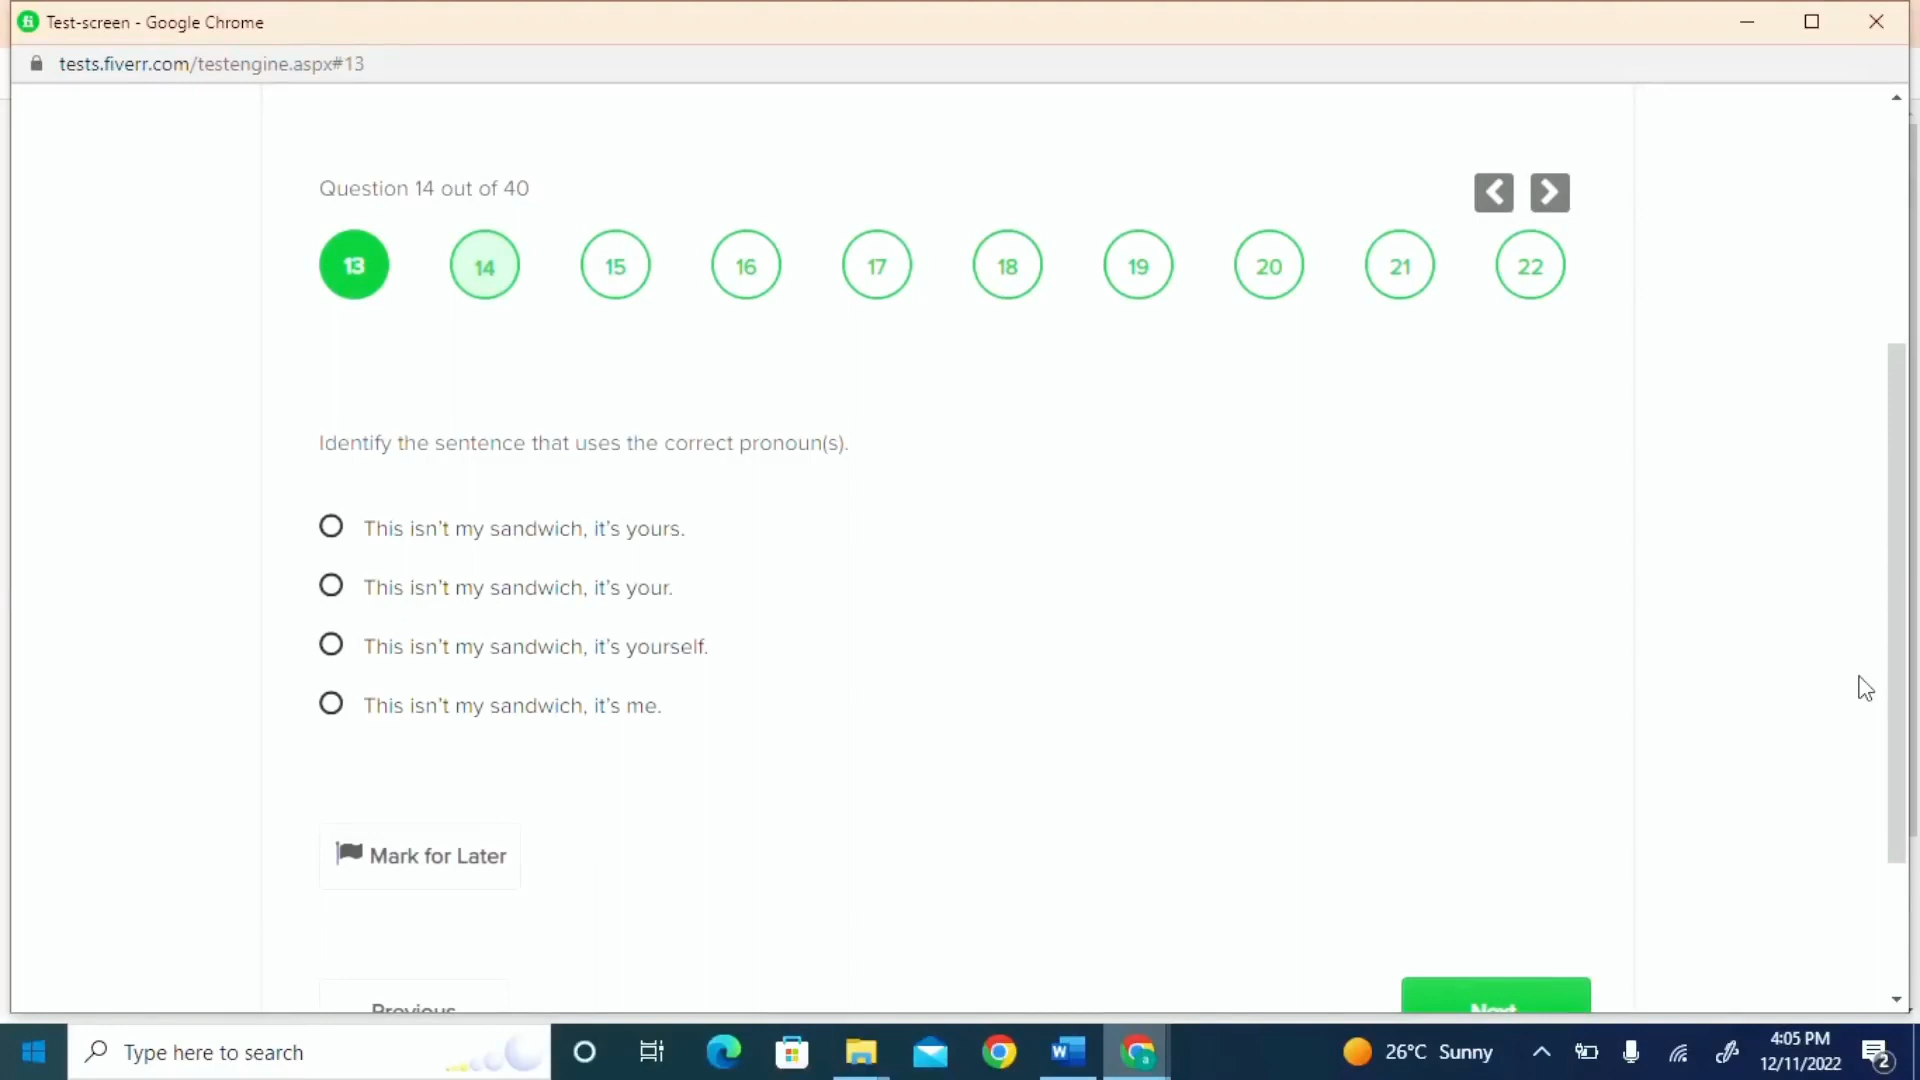 Test-screen - Google Chrome
tests.fiverr.com/testengine.aspx#13
Question 14 out of 40
13 14 15 16 17 18 19 20 21 22
Identify the sentence that uses the correct pronoun(s).
This isn't my sandwich, it's yours.
This isn't my sandwich, it's your.
This isn't my sandwich, it's yourself.
This isn't my sandwich, it's me.
Mark for Later
Previous
Next
Type here to search
26°C Sunny
4:05 PM
12/11/2022
2